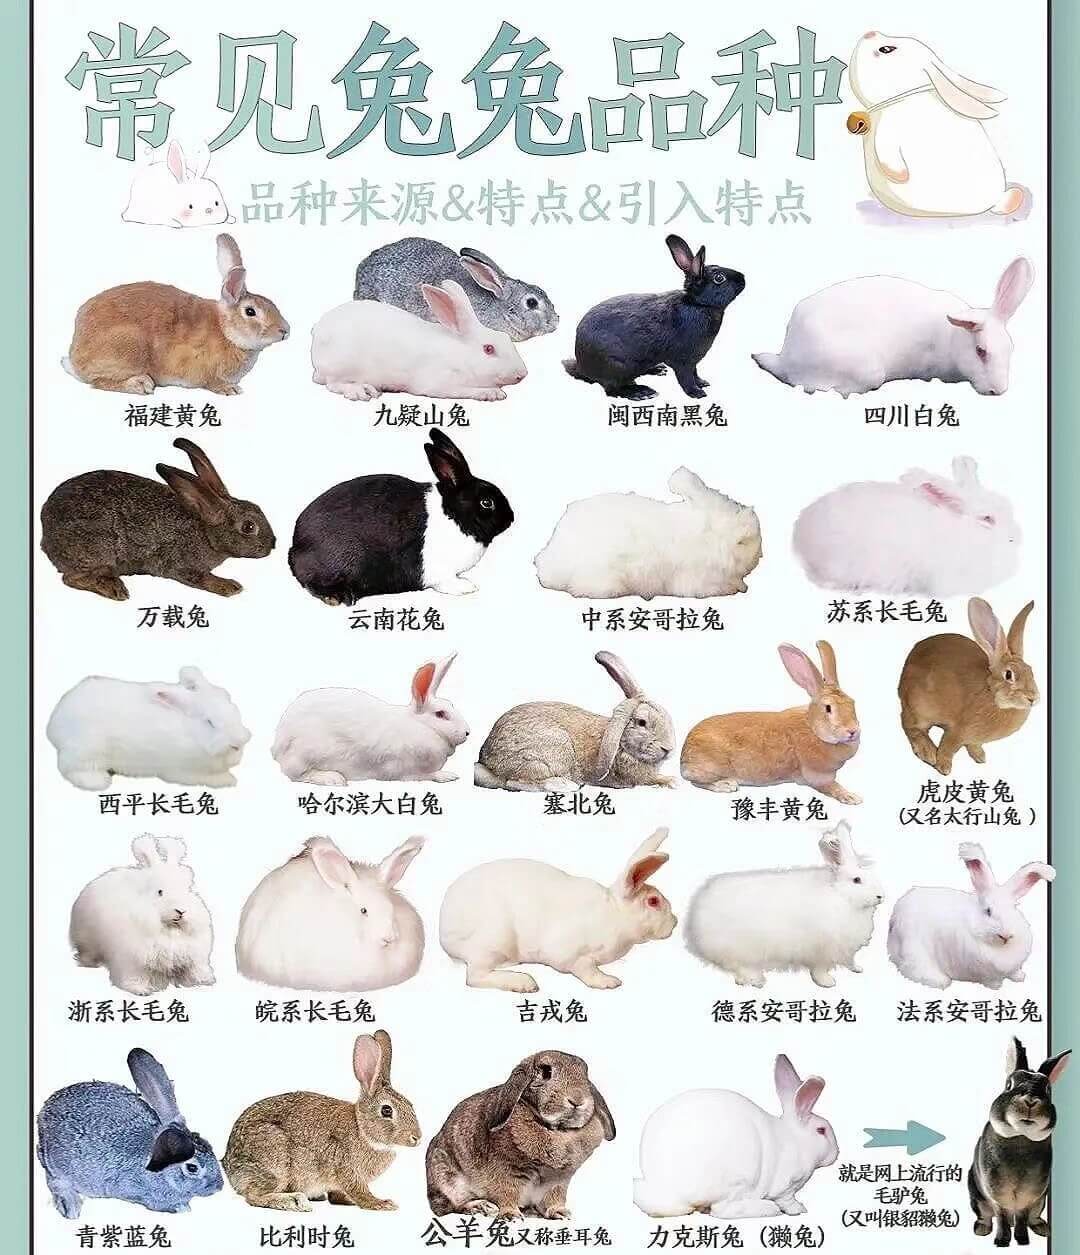 常见兔兔品种
品种来源&特点&引入特点
福建黄兔
九疑山兔
闽西南黑兔
四川白兔
万载兔
云南花兔
中系安哥拉兔
苏系长毛兔
西平长毛兔
哈尔滨大白兔
塞北兔
豫丰黄兔
虎皮黄兔
(又名太行山兔)
浙系长毛兔
皖系长毛兔
吉戎兔
德系安哥拉兔
法系安哥拉兔
青紫蓝兔
比利时兔
公羊兔又称垂耳兔
力克斯兔（獭兔）
就是网上流行的
毛驴兔
(又叫银貂獭兔)